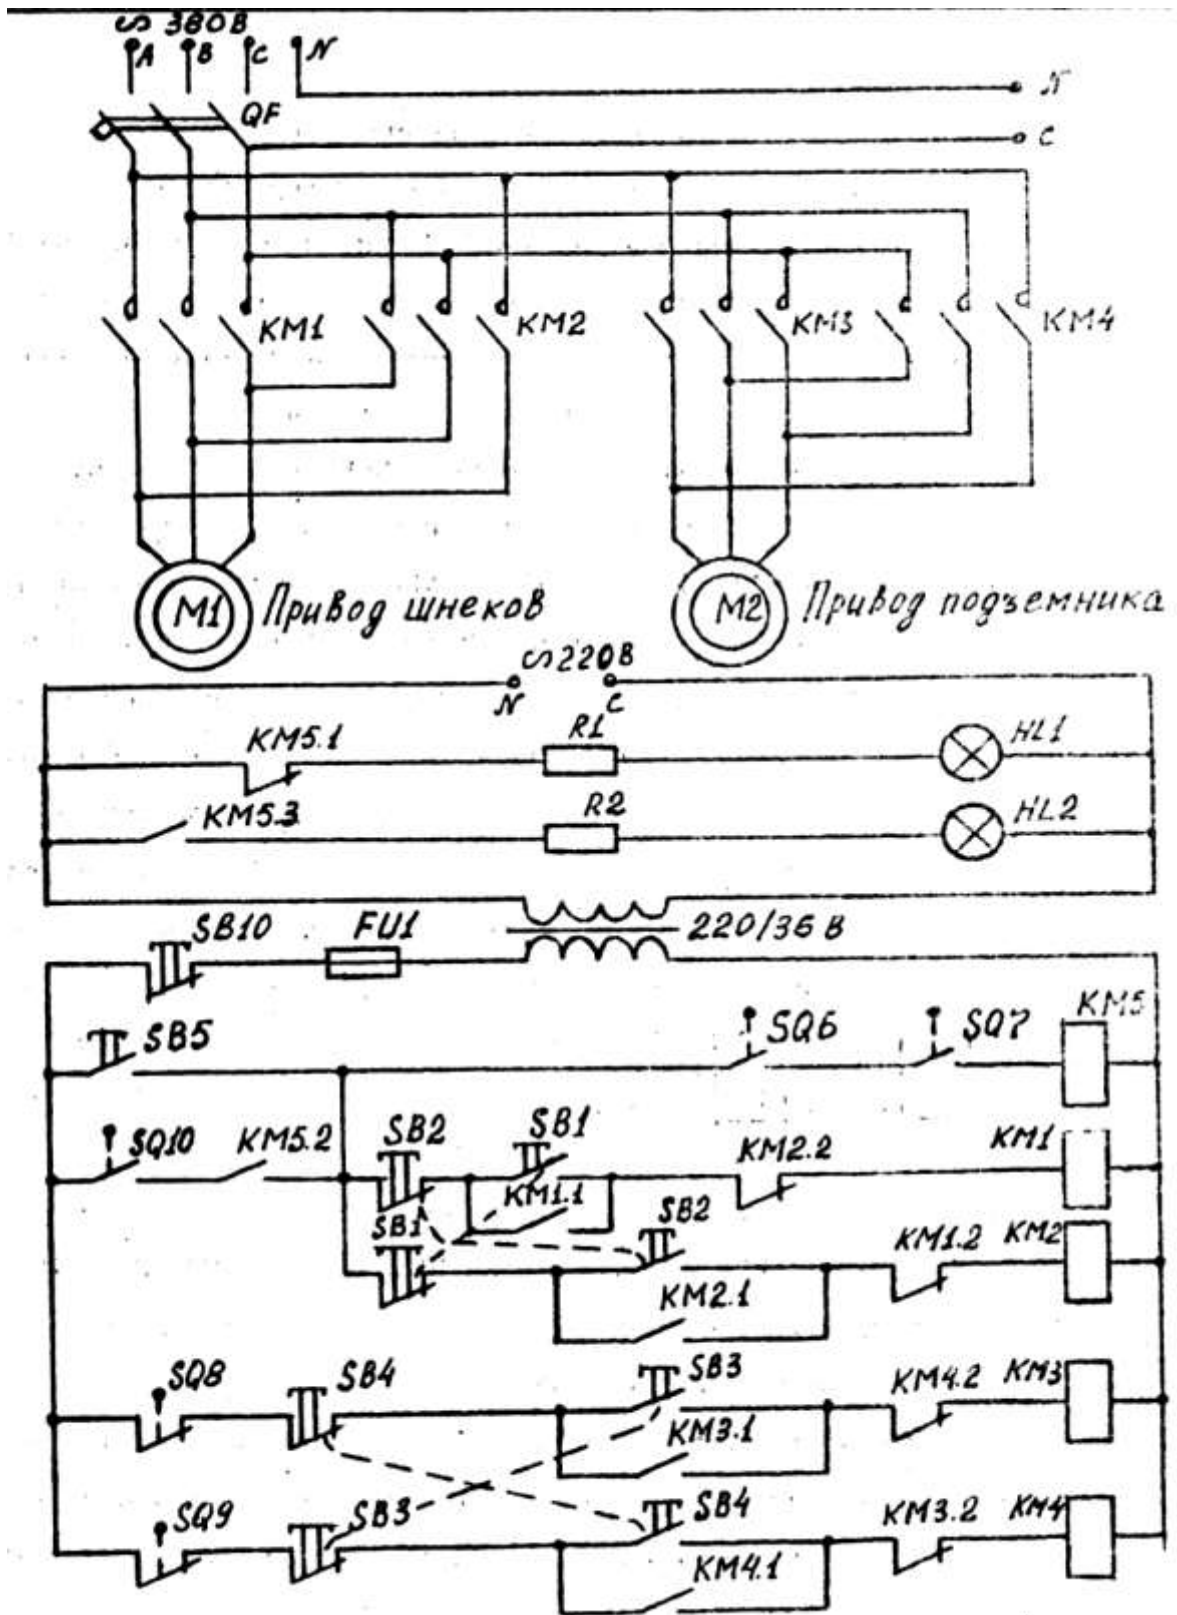 ∽ 380В
A B C N
N
QF
C
KM1 KM2 KM3 KM4
M1 Привод шнеков M2 Привод подъемника
∽220В
N C
KM5.1 R1 HL1
KM5.3 R2 HL2
SB10 FU1 220/36 В
SB5 SQ6 SQ7 KM5
SQ10 KM5.2 SB2 SB1 KM2.2 KM1
KM1.1
SB1 SB2 KM1.2 KM2
KM2.1
SQ8 SB4 SB3 KM4.2 KM3
KM3.1
SQ9 SB3 SB4 KM3.2 KM4
KM4.1